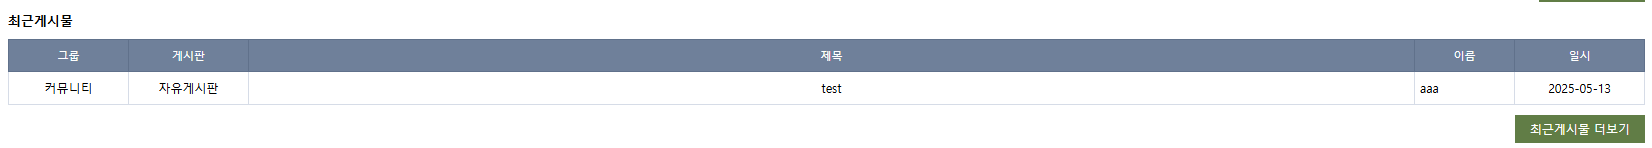 최근게시물
그룹 게시판 제목 이름 일시
커뮤니티 자유게시판 test aaa 2025-05-13
최근게시물 더보기